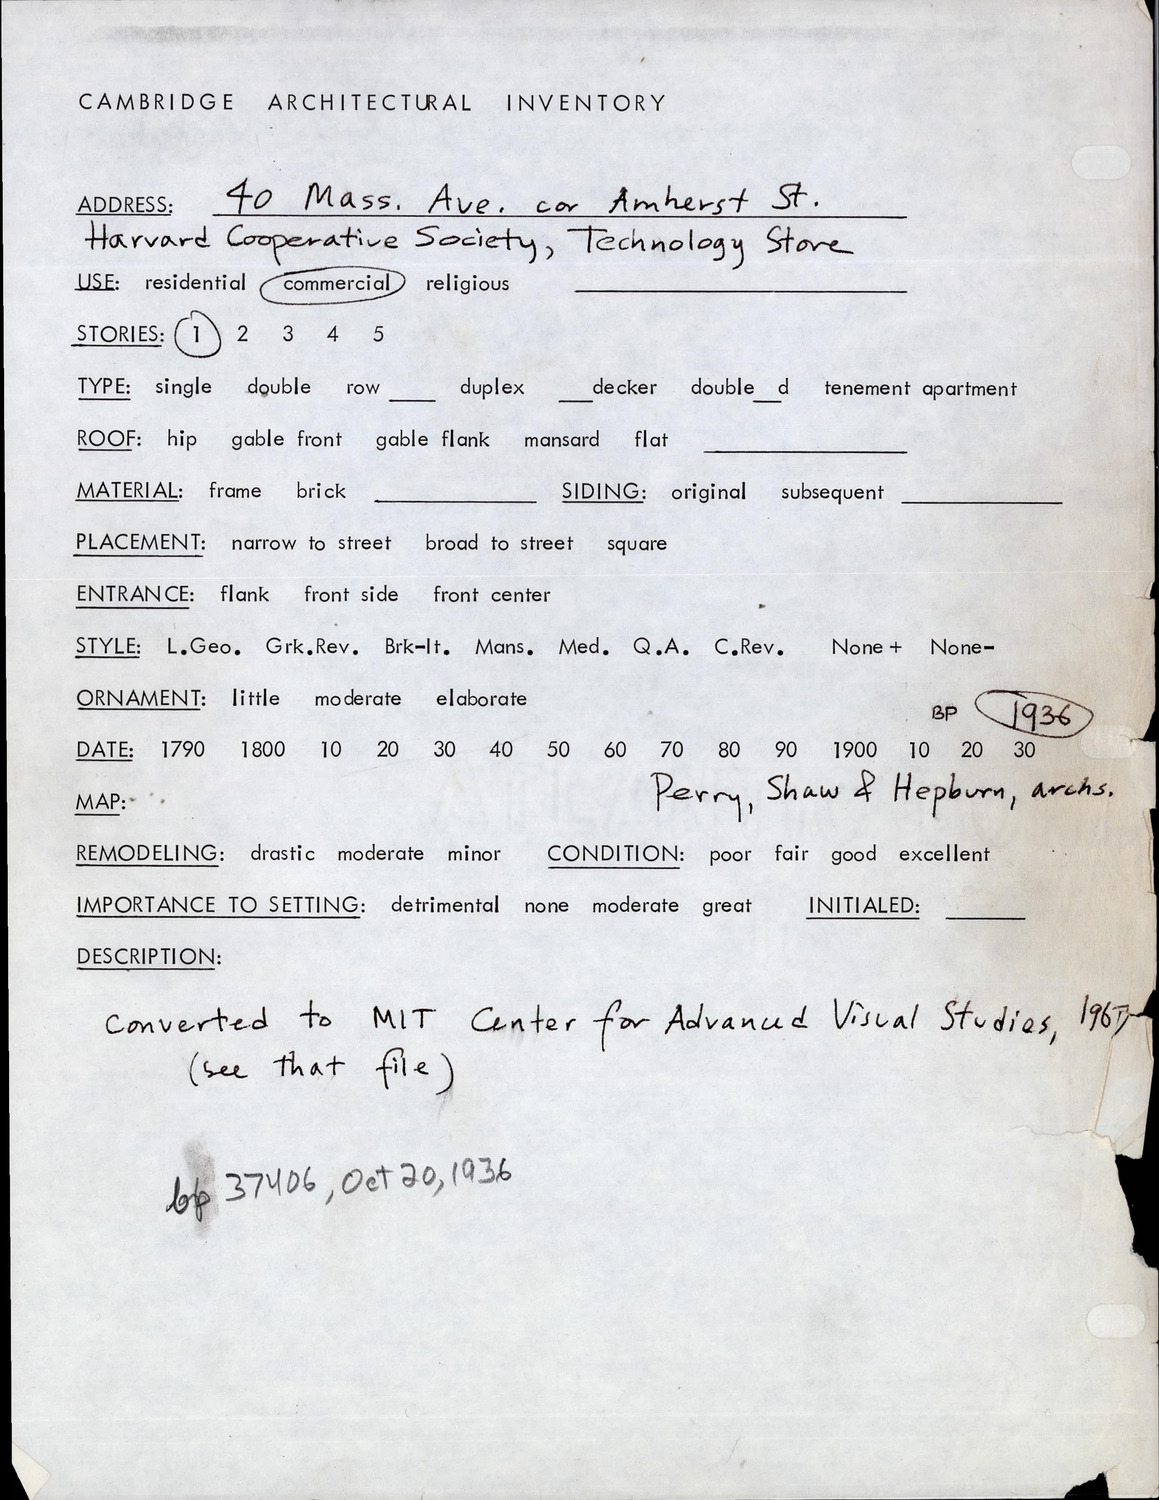 CAMBRIDGE ARCHITECTURAL INVENTORY
ADDRESS: 40 Mass. Ave. cor Amherst St.
Harvard Cooperative Society, Technology Store
USE: residential commercial religious
STORIES: 1 2 3 4 5
TYPE: single double row ____ duplex ___decker double__d tenement apartment
ROOF: hip gable front gable flank mansard flat
MATERIAL: frame brick SIDING: original subsequent
PLACEMENT: narrow to street broad to street square
ENTRANCE: flank front side front center
STYLE: L.Geo. Grk.Rev. Brk-It. Mans. Med. Q.A. C.Rev. None+ None-
ORNAMENT: little moderate elaborate
BP 1936
DATE: 1790 1800 10 20 30 40 50 60 70 80 90 1900 10 20 30
Perry, Shaw & Hepburn, archs.
MAP:
REMODELING: drastic moderate minor CONDITION: poor fair good excellent
IMPORTANCE TO SETTING: detrimental none moderate great INITIALED:
DESCRIPTION:
Converted to MIT Center for Advanced Visual Studies, 1967
(see that file)
bp 37406, Oct 20, 1936